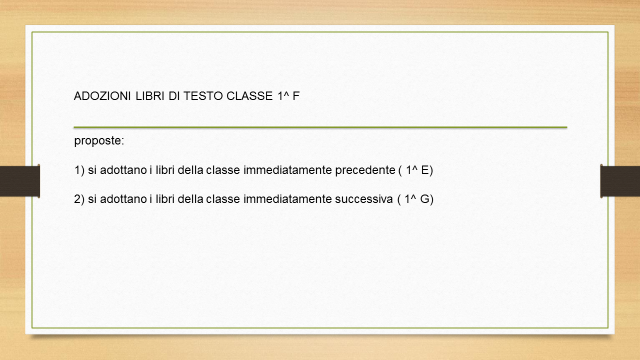 ADOZIONI LIBRI DI TESTO CLASSE 1^ F
proposte:
1) si adottano i libri della classe immediatamente precedente ( 1^ E)
2) si adottano i libri della classe immediatamente successiva ( 1^ G)